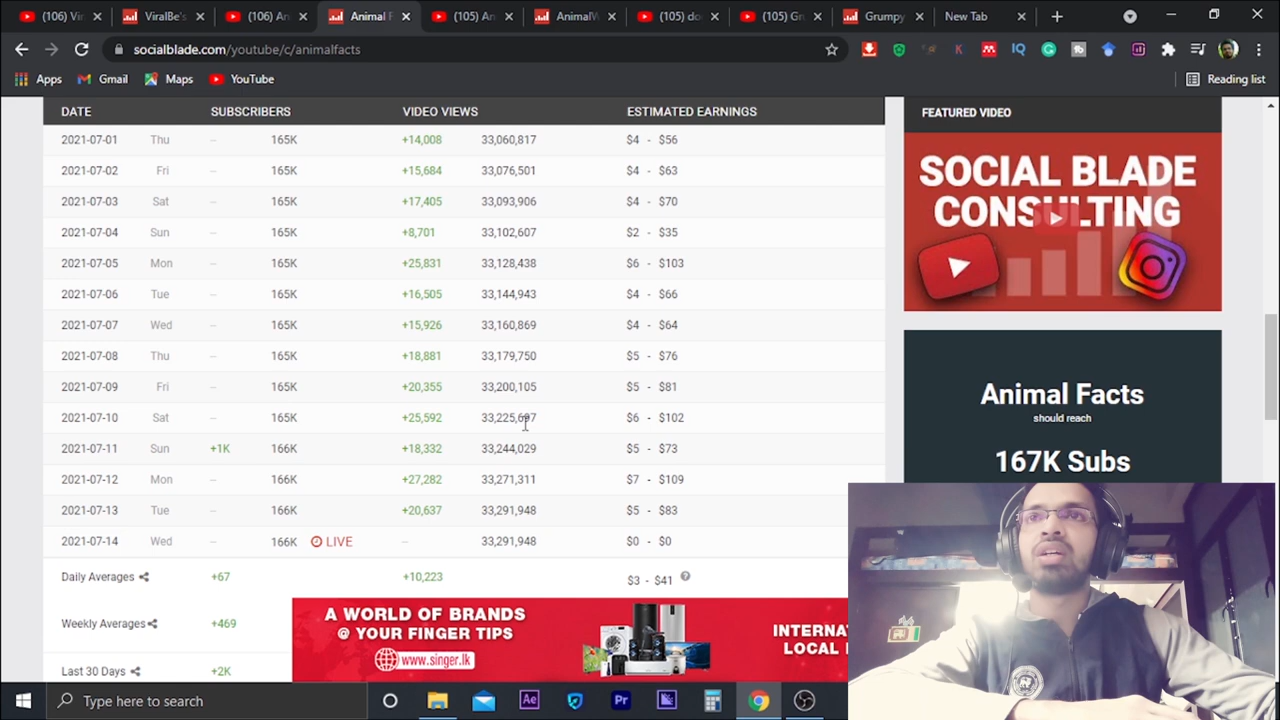 (106) Vi
ViralBe's
(106) An
Animal F
(105) An
AnimalW
(105) do
(105) Gr
Grumpy
New Tab
socialblade.com/youtube/c/animalfacts
Apps
Gmail
Maps
YouTube
Reading list
DATE SUBSCRIBERS VIDEO VIEWS ESTIMATED EARNINGS
2021-07-01 Thu -- 165K +14,008 33,060,817 $4 - $56
2021-07-02 Fri -- 165K +15,684 33,076,501 $4 - $63
2021-07-03 Sat -- 165K +17,405 33,093,906 $4 - $70
2021-07-04 Sun -- 165K +8,701 33,102,607 $2 - $35
2021-07-05 Mon -- 165K +25,831 33,128,438 $6 - $103
2021-07-06 Tue -- 165K +16,505 33,144,943 $4 - $66
2021-07-07 Wed -- 165K +15,926 33,160,869 $4 - $64
2021-07-08 Thu -- 165K +18,881 33,179,750 $5 - $76
2021-07-09 Fri -- 165K +20,355 33,200,105 $5 - $81
2021-07-10 Sat -- 165K +25,592 33,225,697 $6 - $102
2021-07-11 Sun +1K 166K +18,332 33,244,029 $5 - $73
2021-07-12 Mon -- 166K +27,282 33,271,311 $7 - $109
2021-07-13 Tue -- 166K +20,637 33,291,948 $5 - $83
2021-07-14 Wed -- 166K LIVE -- 33,291,948 $0 - $0
Daily Averages +67 +10,223 $3 - $41
Weekly Averages +469
Last 30 Days +2K
FEATURED VIDEO
SOCIAL BLADE
CONSULTING
Animal Facts
should reach
167K Subs
A WORLD OF BRANDS
@ YOUR FINGER TIPS
www.singer.lk
INTERNA
LOCAL
Type here to search